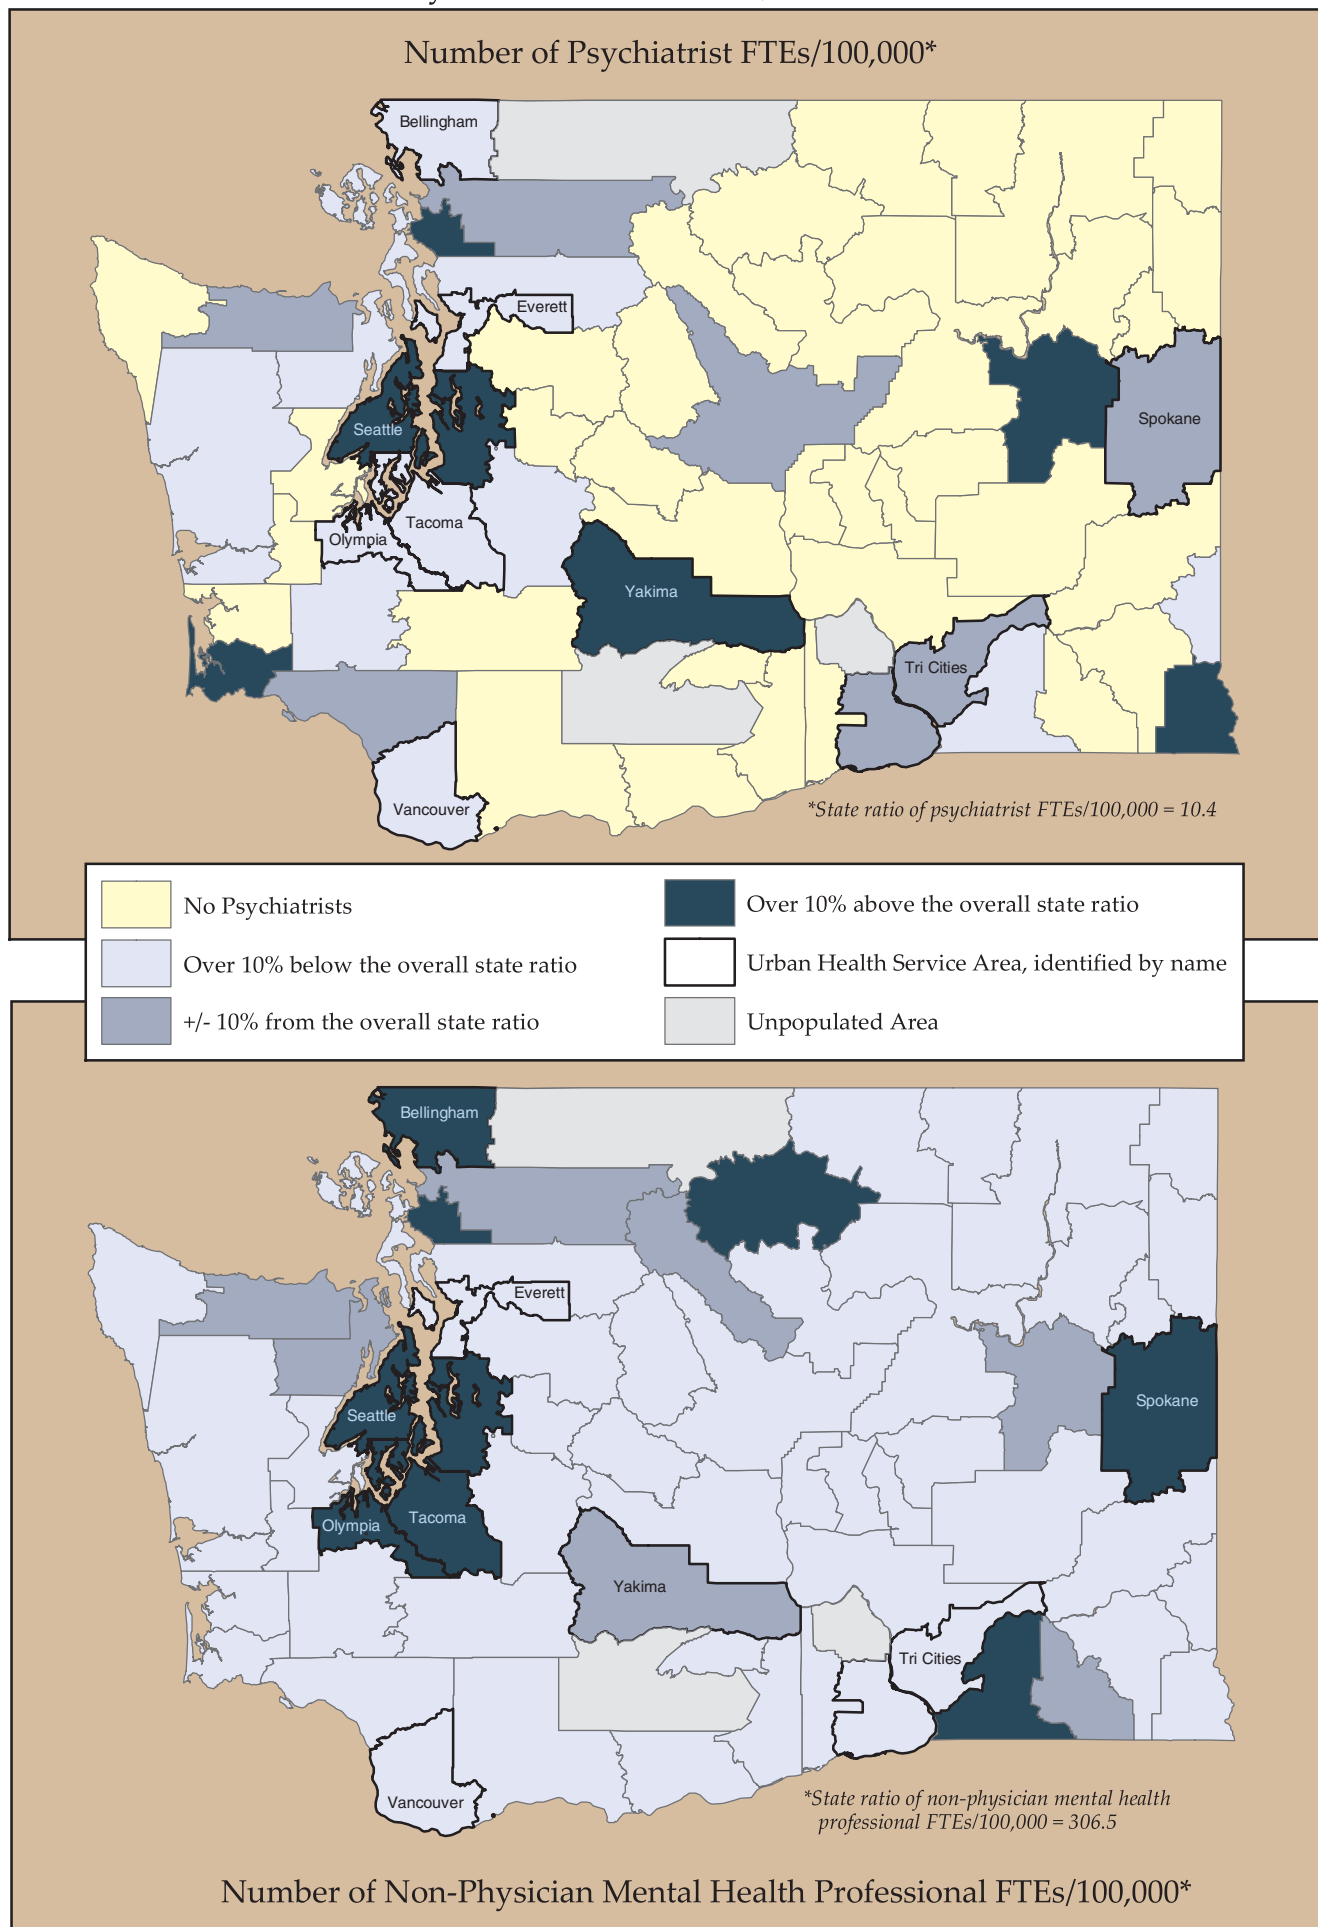 Number of Psychiatrist FTEs/100,000*
Bellingham
Everett
Seattle
Spokane
Tacoma
Olympia
Yakima
Tri Cities
Vancouver
*State ratio of psychiatrist FTEs/100,000 = 10.4
No Psychiatrists
Over 10% below the overall state ratio
+/- 10% from the overall state ratio
Over 10% above the overall state ratio
Urban Health Service Area, identified by name
Unpopulated Area
Bellingham
Everett
Spokane
Seattle
Tacoma
Olympia
Yakima
Tri Cities
Vancouver
*State ratio of non-physician mental health
professional FTEs/100,000 = 306.5
Number of Non-Physician Mental Health Professional FTEs/100,000*